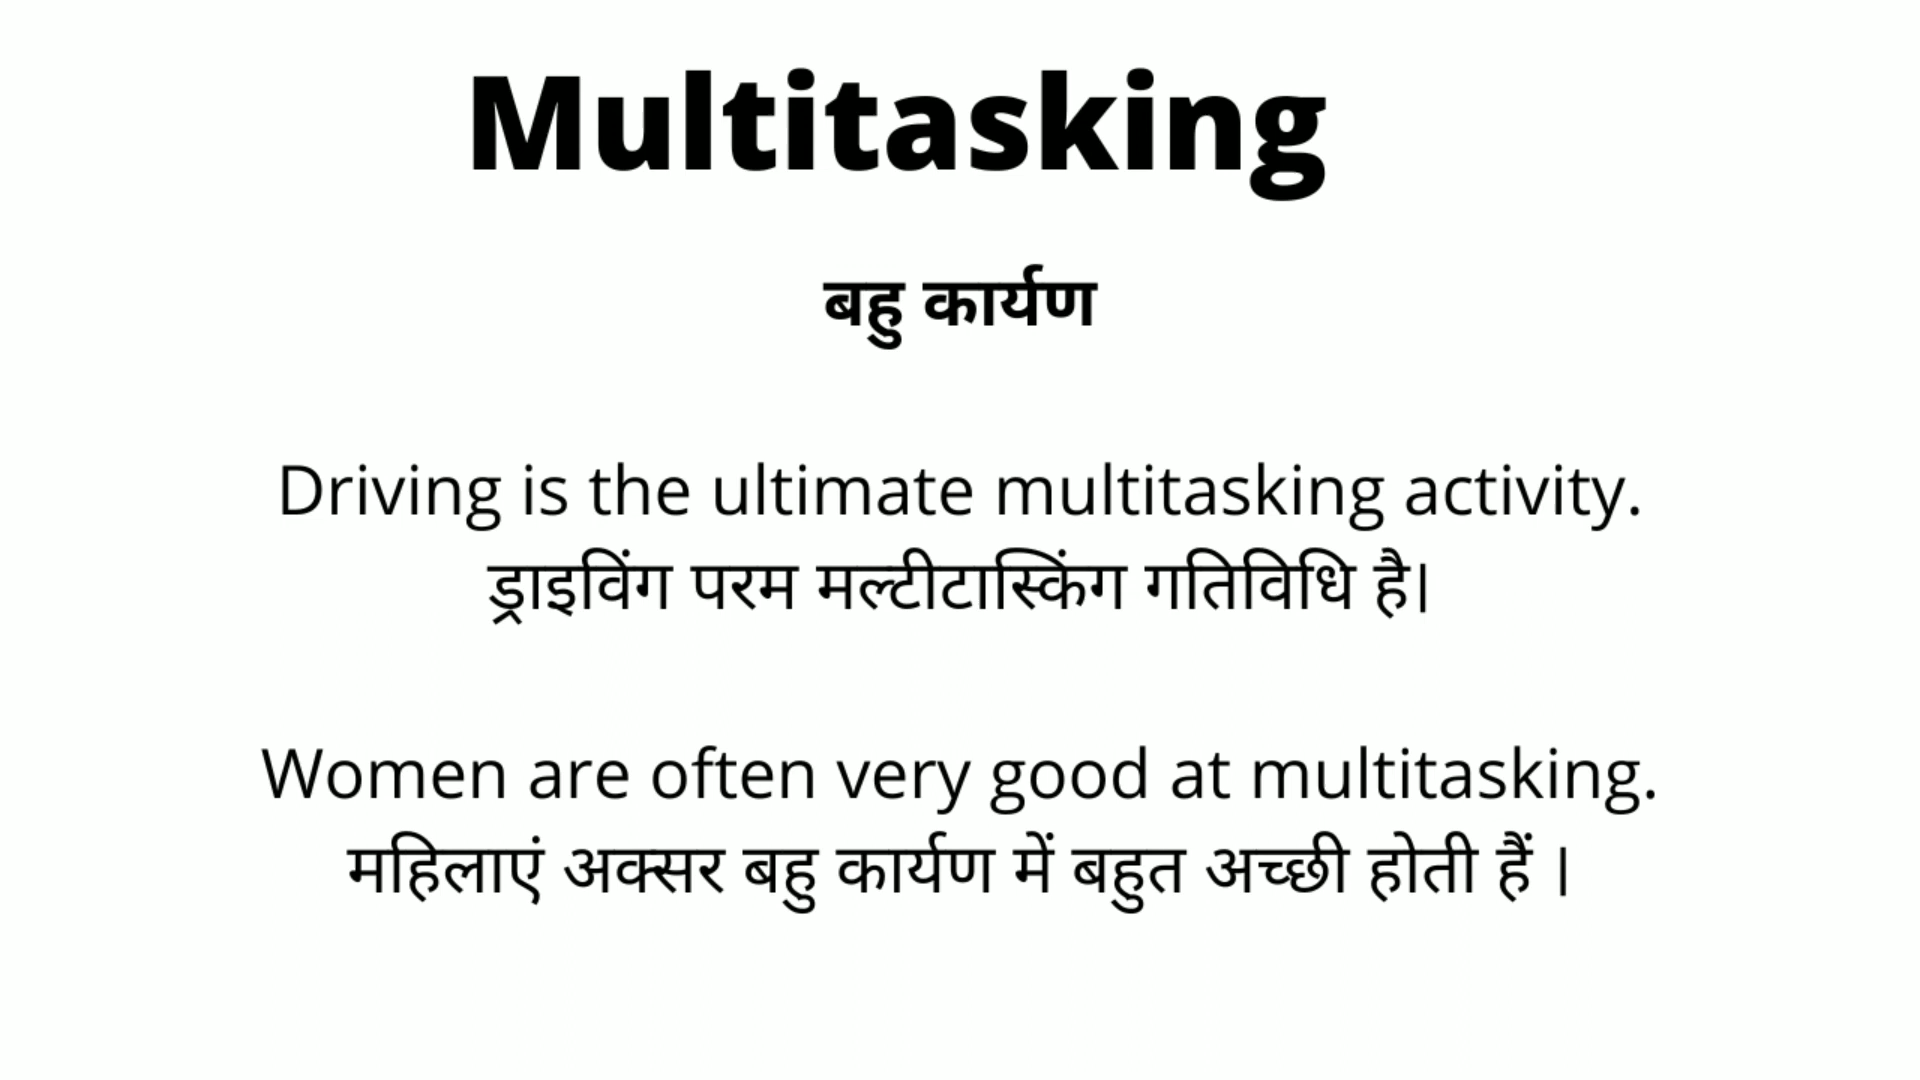 Multitasking
बहु कार्यण
Driving is the ultimate multitasking activity.
ड्राइविंग परम मल्टीटास्किंग गतिविधि है।
Women are often very good at multitasking.
महिलाएं अक्सर बहु कार्यण में बहुत अच्छी होती हैं ।